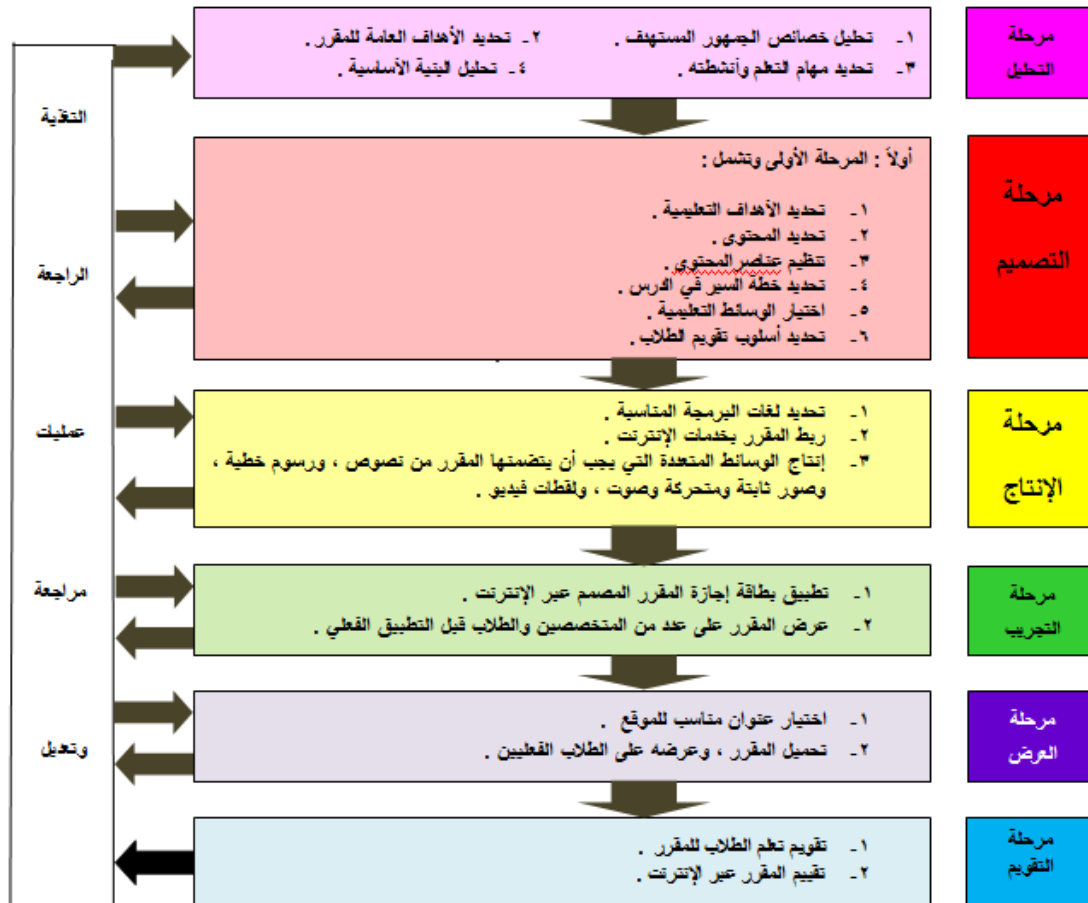 مرحلة
التحليل
١- تحليل خصائص الجمهور المستهدف . ٢- تحديد الأهداف العامة للمقرر .
٣- تحديد مهام التعلم وأنشطته . ٤- تحليل البنية الأساسية .
مرحلة
التصميم
أولاً : المرحلة الأولى وتشمل :
١- تحديد الأهداف التعليمية .
٢- تحديد المحتوى .
٣- تنظيم عناصر المحتوى .
٤- تحديد خطة السير في الدرس .
٥- اختيار الوسائط التعليمية .
٦- تحديد أسلوب تقويم الطلاب .
مرحلة
الإنتاج
١- تحديد لغات البرمجة المناسبة .
٢- ربط المقرر بخدمات الإنترنت .
٣- إنتاج الوسائط المتعددة التي يجب أن يتضمنها المقرر من نصوص ، ورسوم خطية ،
وصور ثابتة ومتحركة وصوت ، ولقطات فيديو .
مرحلة
التجريب
١- تطبيق بطاقة إجازة المقرر المصمم عبر الإنترنت .
٢- عرض المقرر على عدد من المتخصصين والطلاب قبل التطبيق الفعلي .
مرحلة
العرض
١- اختيار عنوان مناسب للموقع .
٢- تحميل المقرر ، وعرضه على الطلاب الفعليين .
مرحلة
التقويم
١- تقويم تعلم الطلاب للمقرر .
٢- تقييم المقرر عبر الإنترنت .
التغذية
الراجعة
عمليات
مراجعة
وتعديل